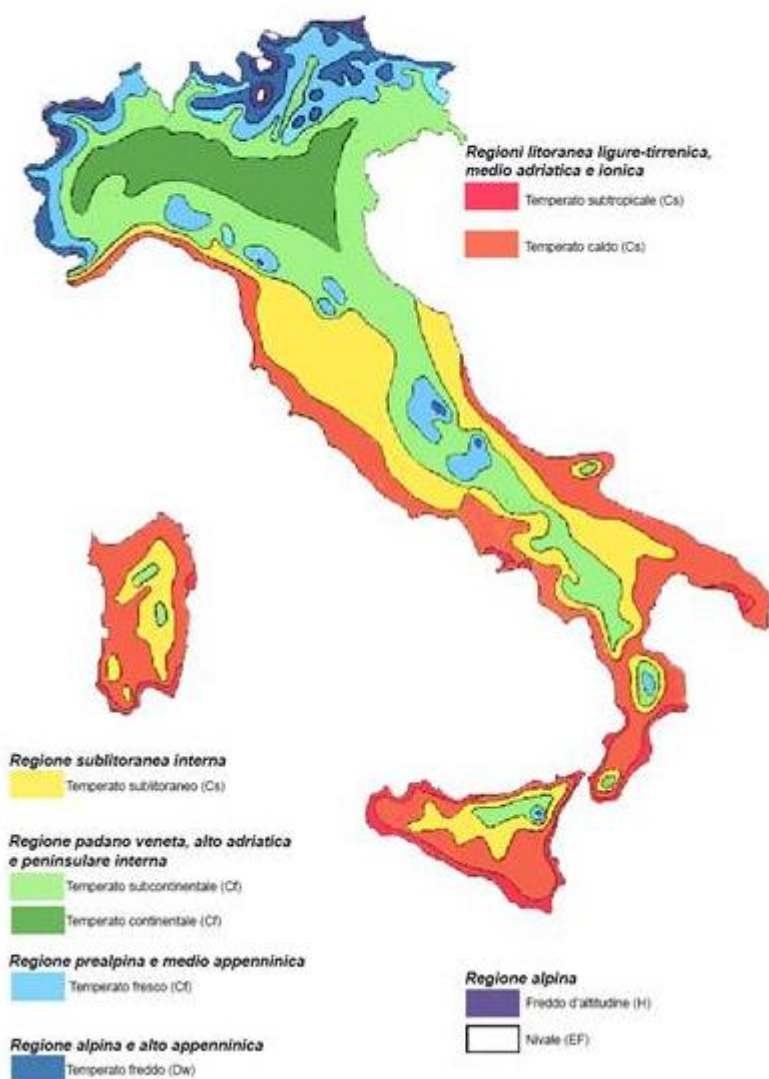 Regioni litoranea ligure-tirrenica,
medio adriatica e ionica
Temperato subtropicale (Cs)
Temperato caldo (Cs)
Regione sublitoranea interna
Temperato sublitoraneo (Cs)
Regione padano veneta, alto adriatica
e peninsulare interna
Temperato subcontinentale (Cf)
Temperato continentale (Cf)
Regione prealpina e medio appenninica
Temperato fresco (Cf)
Regione alpina e alto appenninica
Temperato freddo (Dw)
Regione alpina
Freddo d'altitudine (H)
Nivale (EF)